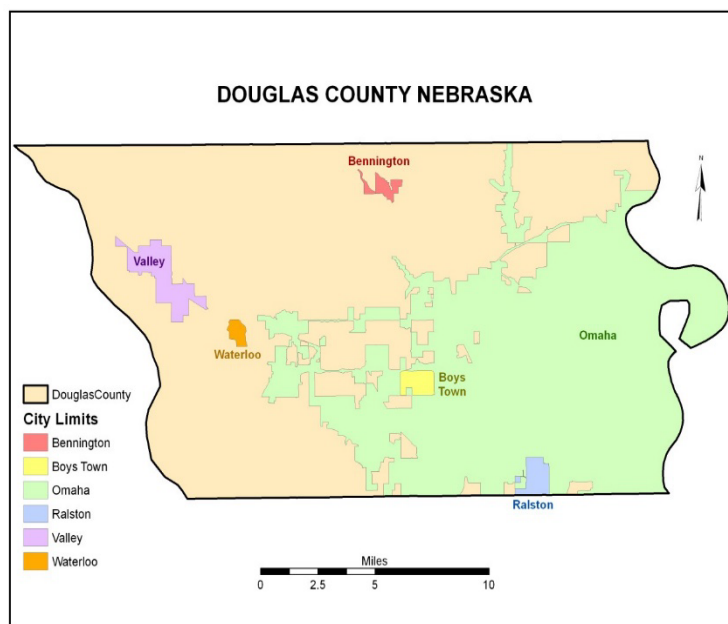 DOUGLAS COUNTY NEBRASKA
N
Bennington
Valley
Omaha
Waterloo
Boys
Town
Ralston
DouglasCounty
City Limits
Bennington
Boys Town
Omaha
Ralston
Valley
Waterloo
Miles
0 2.5 5 10